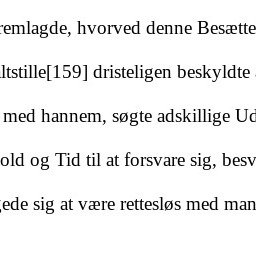 remlagde, hvorved denne Besætte
ltstille[159] dristeligen beskyldte
med hannem, søgte adskillige Ud
old og Tid til at forsvare sig, besv
ede sig at være rettesløs med man